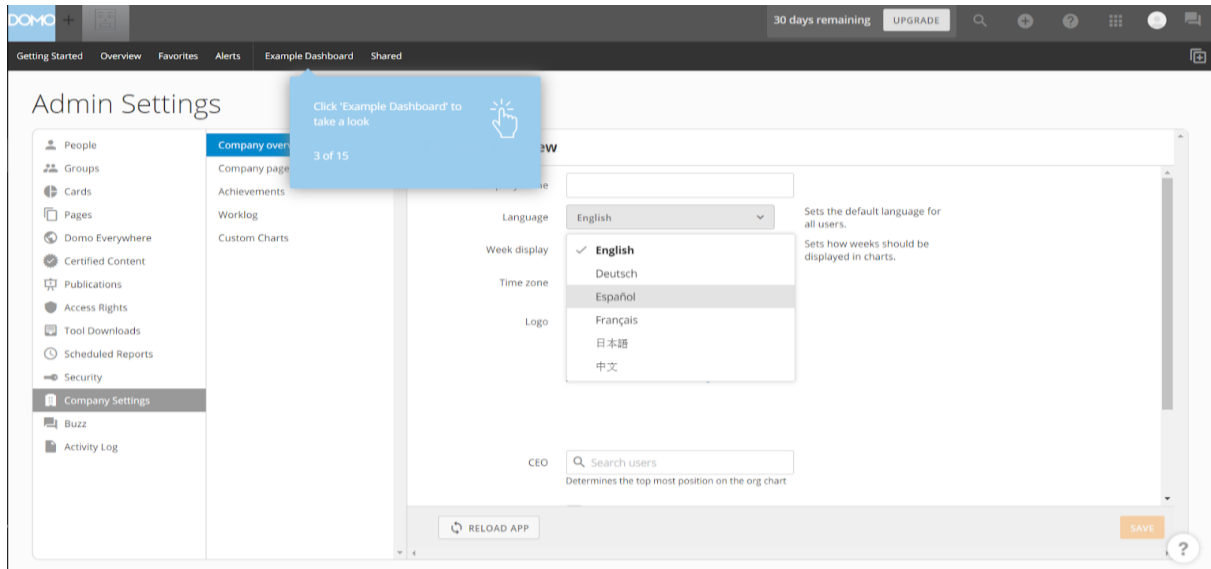 DOMO
30 days remaining
UPGRADE
Getting Started
Overview
Favorites
Alerts
Example Dashboard
Shared
Click 'Example Dashboard' to
take a look
3 of 15
Admin Settings
People
Groups
Cards
Pages
Domo Everywhere
Certified Content
Publications
Access Rights
Tool Downloads
Scheduled Reports
Security
Company Settings
Buzz
Activity Log
Company
Company page
Achievements
Worklog
Custom Charts
Language
English
Sets the default language for
all users.
Week display
Sets how weeks should be
displayed in charts.
English
Deutsch
Español
Français
日本語
中文
Time zone
Logo
CEO
Search users
Determines the top most position on the org chart
RELOAD APP
SAVE
?